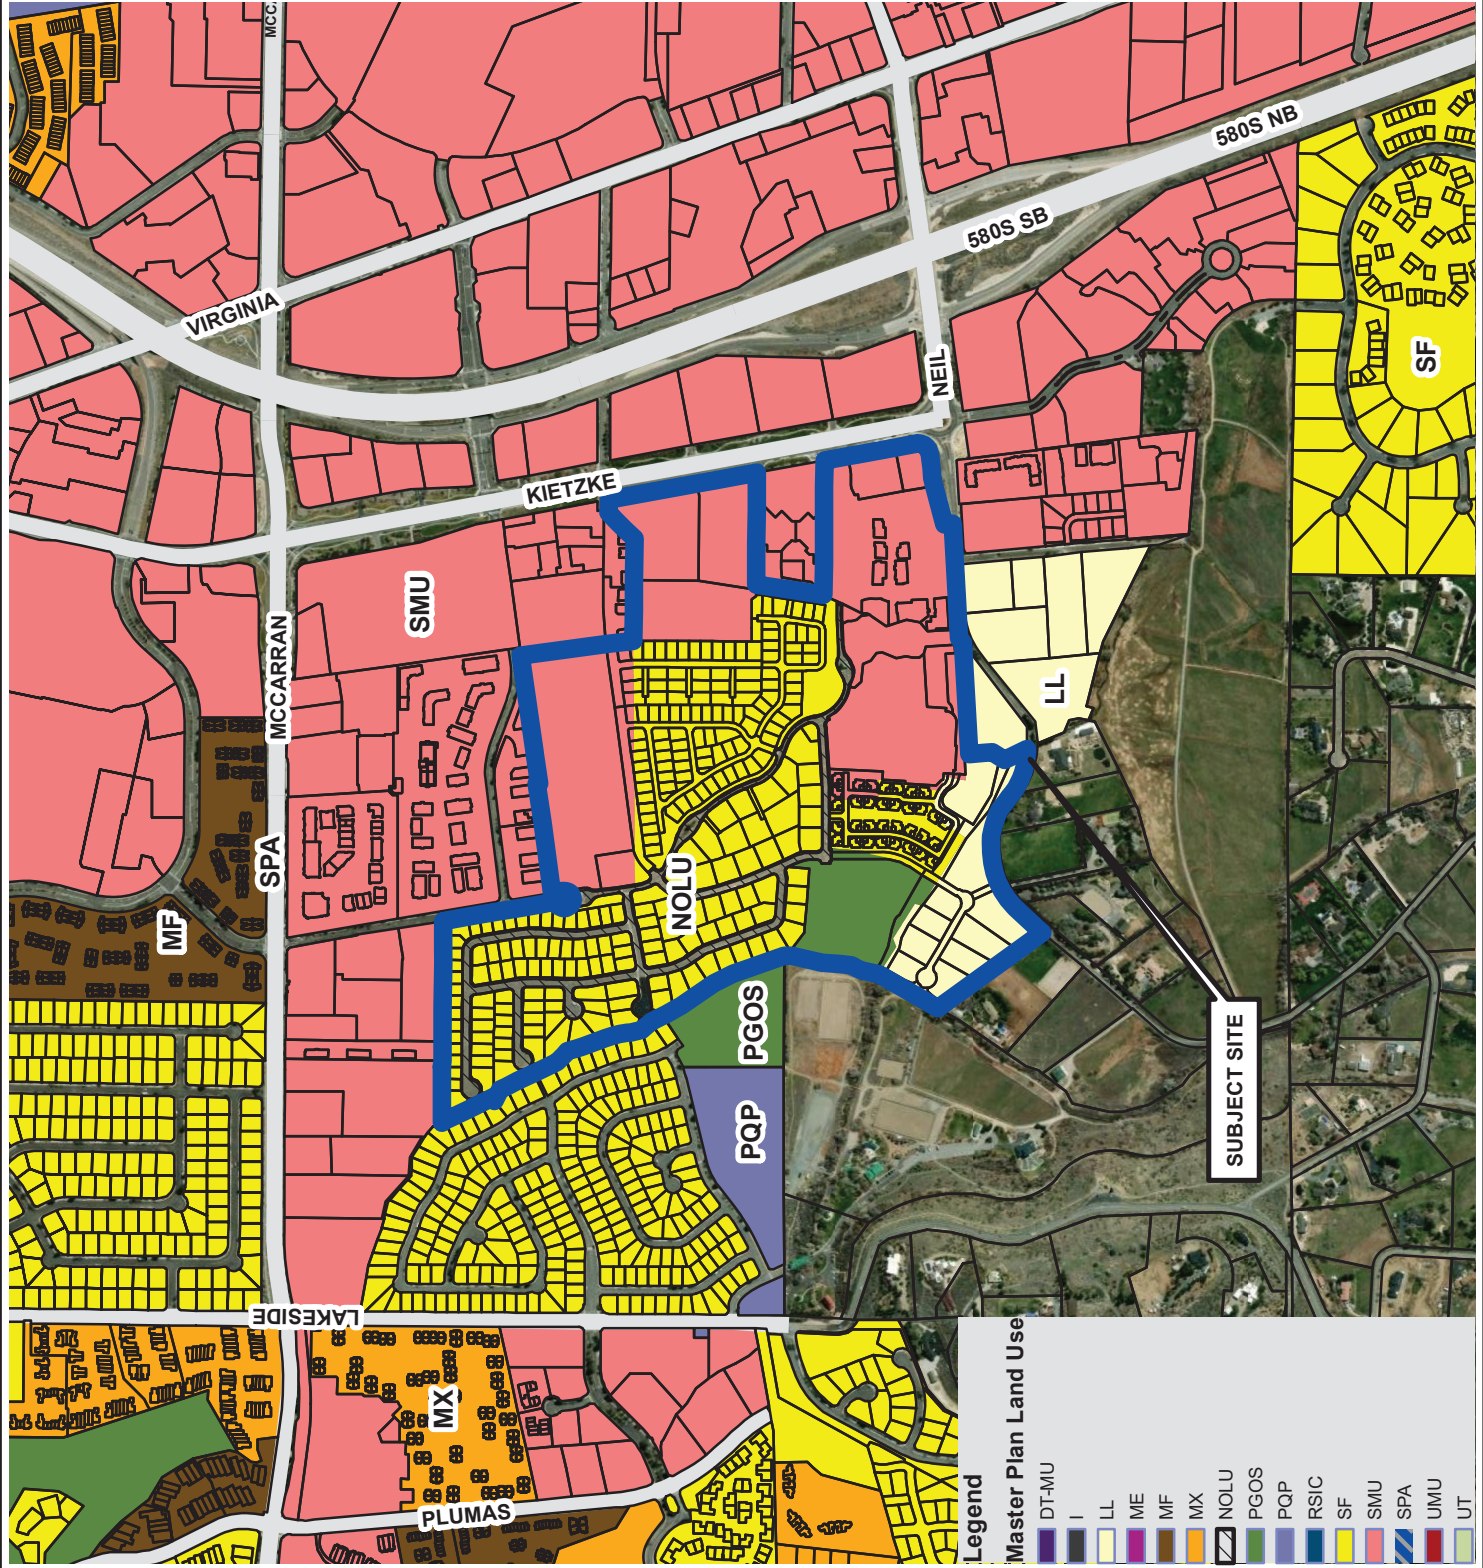 MCC
VIRGINIA
580S NB
580S SB
NEIL
KIETZKE
SMU
MCCARRAN
SF
LL
SPA
MF
NOLU
PGOS
PQP
SUBJECT SITE
LAKESIDE
MX
PLUMAS
Legend
Master Plan Land Use
DT-MU
I
LL
ME
MF
MX
NOLU
PGOS
PQP
RSIC
SF
SMU
SPA
UMU
UT